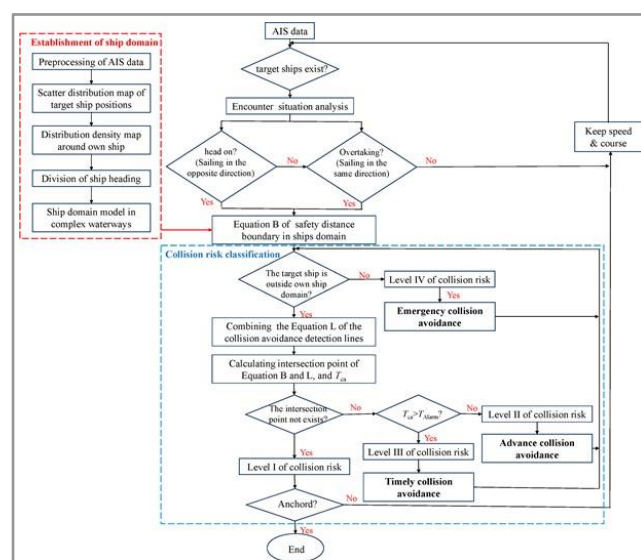 Establishment of ship domain
Preprocessing of AIS data
Scatter distribution map of
target ship positions
Distribution density map
around own ship
Division of ship heading
Ship domain model in
complex waterways
AIS data
target ships exist?
Encounter situation analysis
head on?
(Sailing in the
opposite direction)
No
Overtaking?
(Sailing in the
same direction)
No
Keep speed
& course
Yes
Yes
Equation B of safety distance
boundary in ships domain
Collision risk classification
The target ship is
outside own ship
domain?
No
Level IV of collision risk
Yes
Emergency collision
avoidance
Yes
Combining the Equation L of the
collision avoidance detection lines
Calculating intersection point of
Equation B and L, and Tca
The intersection
point not exists?
No
Tca>TAlarm?
No
Level II of collision risk
Advance collision
avoidance
Yes
Yes
Level III of collision risk
Timely collision
avoidance
Level I of collision risk
Anchord?
No
Yes
End